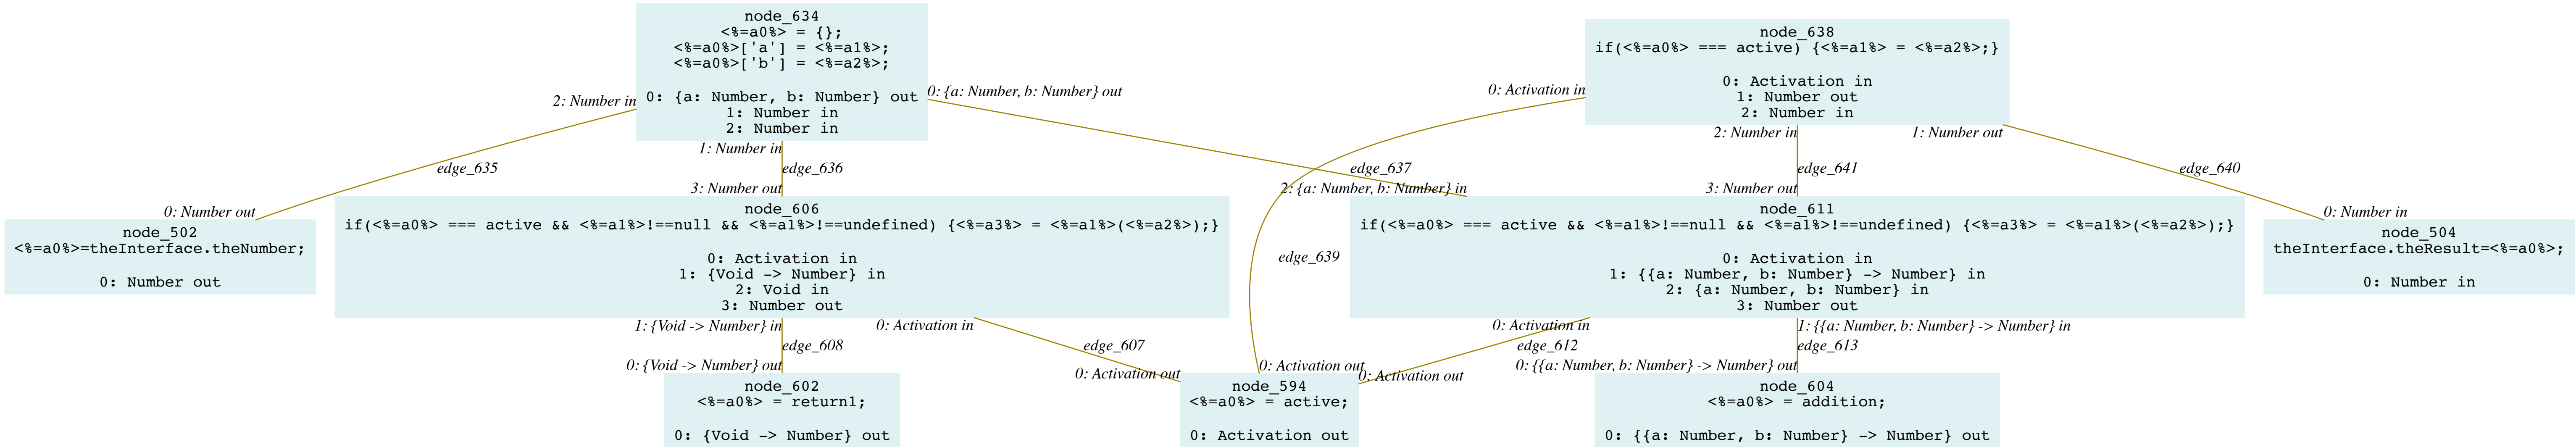 node_634
<%=a0%> = {};
<%=a0%>['a'] = <%=a1%>;
<%=a0%>['b'] = <%=a2%>;
0: {a: Number, b: Number} out
1: Number in
2: Number in
node_638
if(<%=a0%> === active) {<%=a1%> = <%=a2%>;}
0: Activation in
1: Number out
2: Number in
2: Number in
0: {a: Number, b: Number} out
0: Activation in
1: Number in
2: Number in
1: Number out
edge_635
edge_636
edge_637
edge_641
edge_640
0: Number out
3: Number out
2: {a: Number, b: Number} in
3: Number out
0: Number in
node_502
<%=a0%>=theInterface.theNumber;
0: Number out
node_606
if(<%=a0%> === active && <%=a1%>!==null && <%=a1%>!==undefined) {<%=a3%> = <%=a1%>(<%=a2%>);}
0: Activation in
1: {Void -> Number} in
2: Void in
3: Number out
edge_639
node_611
if(<%=a0%> === active && <%=a1%>!==null && <%=a1%>!==undefined) {<%=a3%> = <%=a1%>(<%=a2%>);}
0: Activation in
1: {{a: Number, b: Number} -> Number} in
2: {a: Number, b: Number} in
3: Number out
node_504
theInterface.theResult=<%=a0%>;
0: Number in
1: {Void -> Number} in
0: Activation in
0: Activation in
1: {{a: Number, b: Number} -> Number} in
edge_608
edge_607
edge_612
edge_613
0: {Void -> Number} out
0: Activation out
0: Activation out
0: Activation out
0: {{a: Number, b: Number} -> Number} out
node_602
<%=a0%> = return1;
0: {Void -> Number} out
node_594
<%=a0%> = active;
0: Activation out
node_604
<%=a0%> = addition;
0: {{a: Number, b: Number} -> Number} out